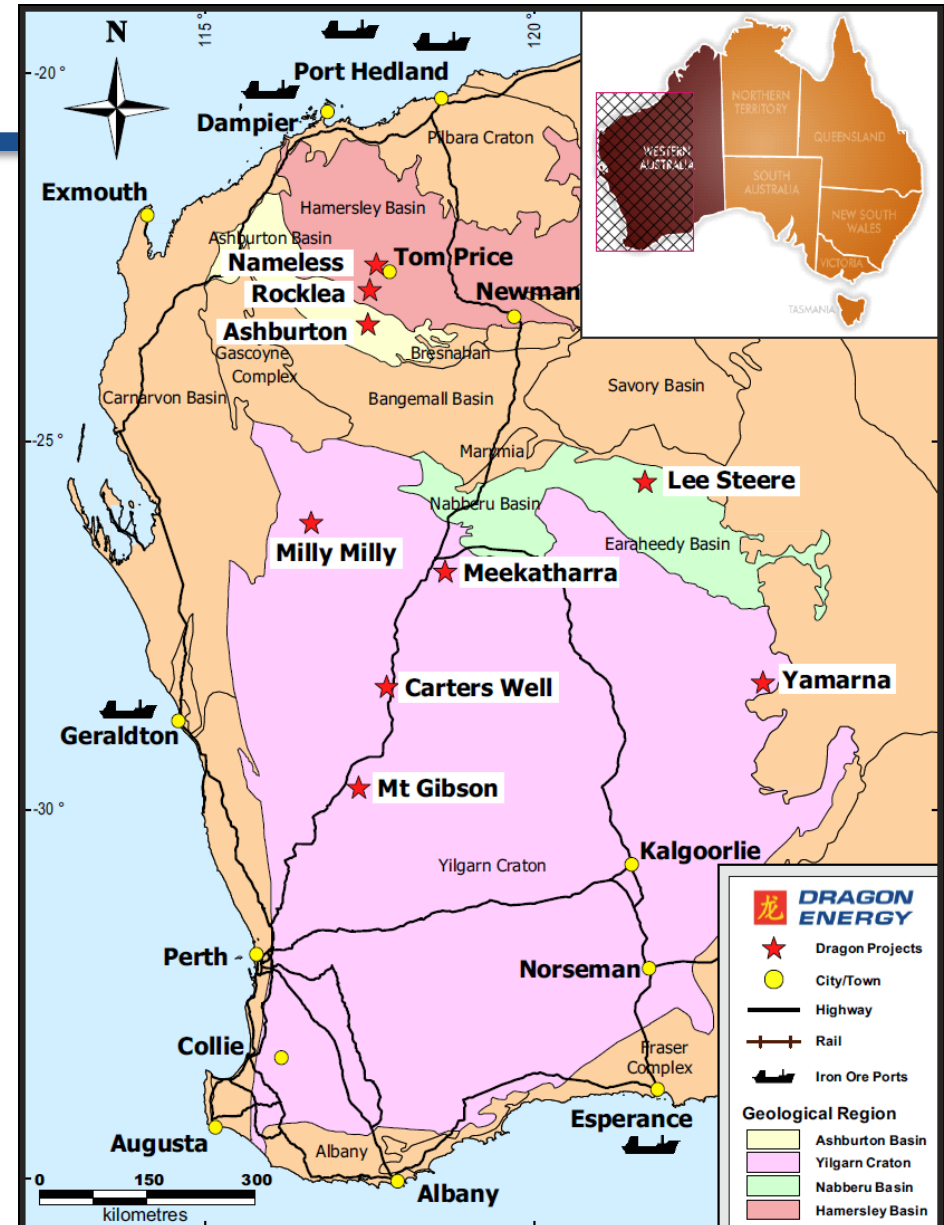 N
115°
120°
-20°
Port Hedland
Dampier
Pilbara Craton
Exmouth
Hamersley Basin
Ashburton Basin
Nameless
Tom Price
Rocklea
Newman
Ashburton
Gascoyne
Complex
Bresnahan
Carnarvon Basin
Bangemall Basin
Savory Basin
-25°
Marymia
Lee Steere
Nabberu Basin
Milly Milly
Earaheedy Basin
Meekatharra
Carters Well
Yamarna
Geraldton
Mt Gibson
-30°
Yilgarn Craton
Kalgoorlie
Perth
Norseman
Collie
Fraser
Complex
Esperance
Augusta
Albany
Albany
0 150 300
kilometres
NORTHERN
TERRITORY
QUEENSLAND
WESTERN
AUSTRALIA
SOUTH
AUSTRALIA
NEW SOUTH
WALES
VICTORIA
TASMANIA
龙 DRAGON
ENERGY
Dragon Projects
City/Town
Highway
Rail
Iron Ore Ports
Geological Region
Ashburton Basin
Yilgarn Craton
Nabberu Basin
Hamersley Basin